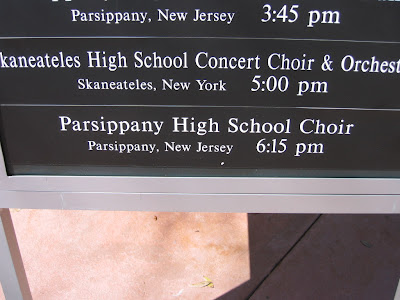 Parsippany, New Jersey 3:45 pm
kaneateles High School Concert Choir & Orchest
Skaneateles, New York 5:00 pm
Parsippany High School Choir
Parsippany, New Jersey 6:15 pm